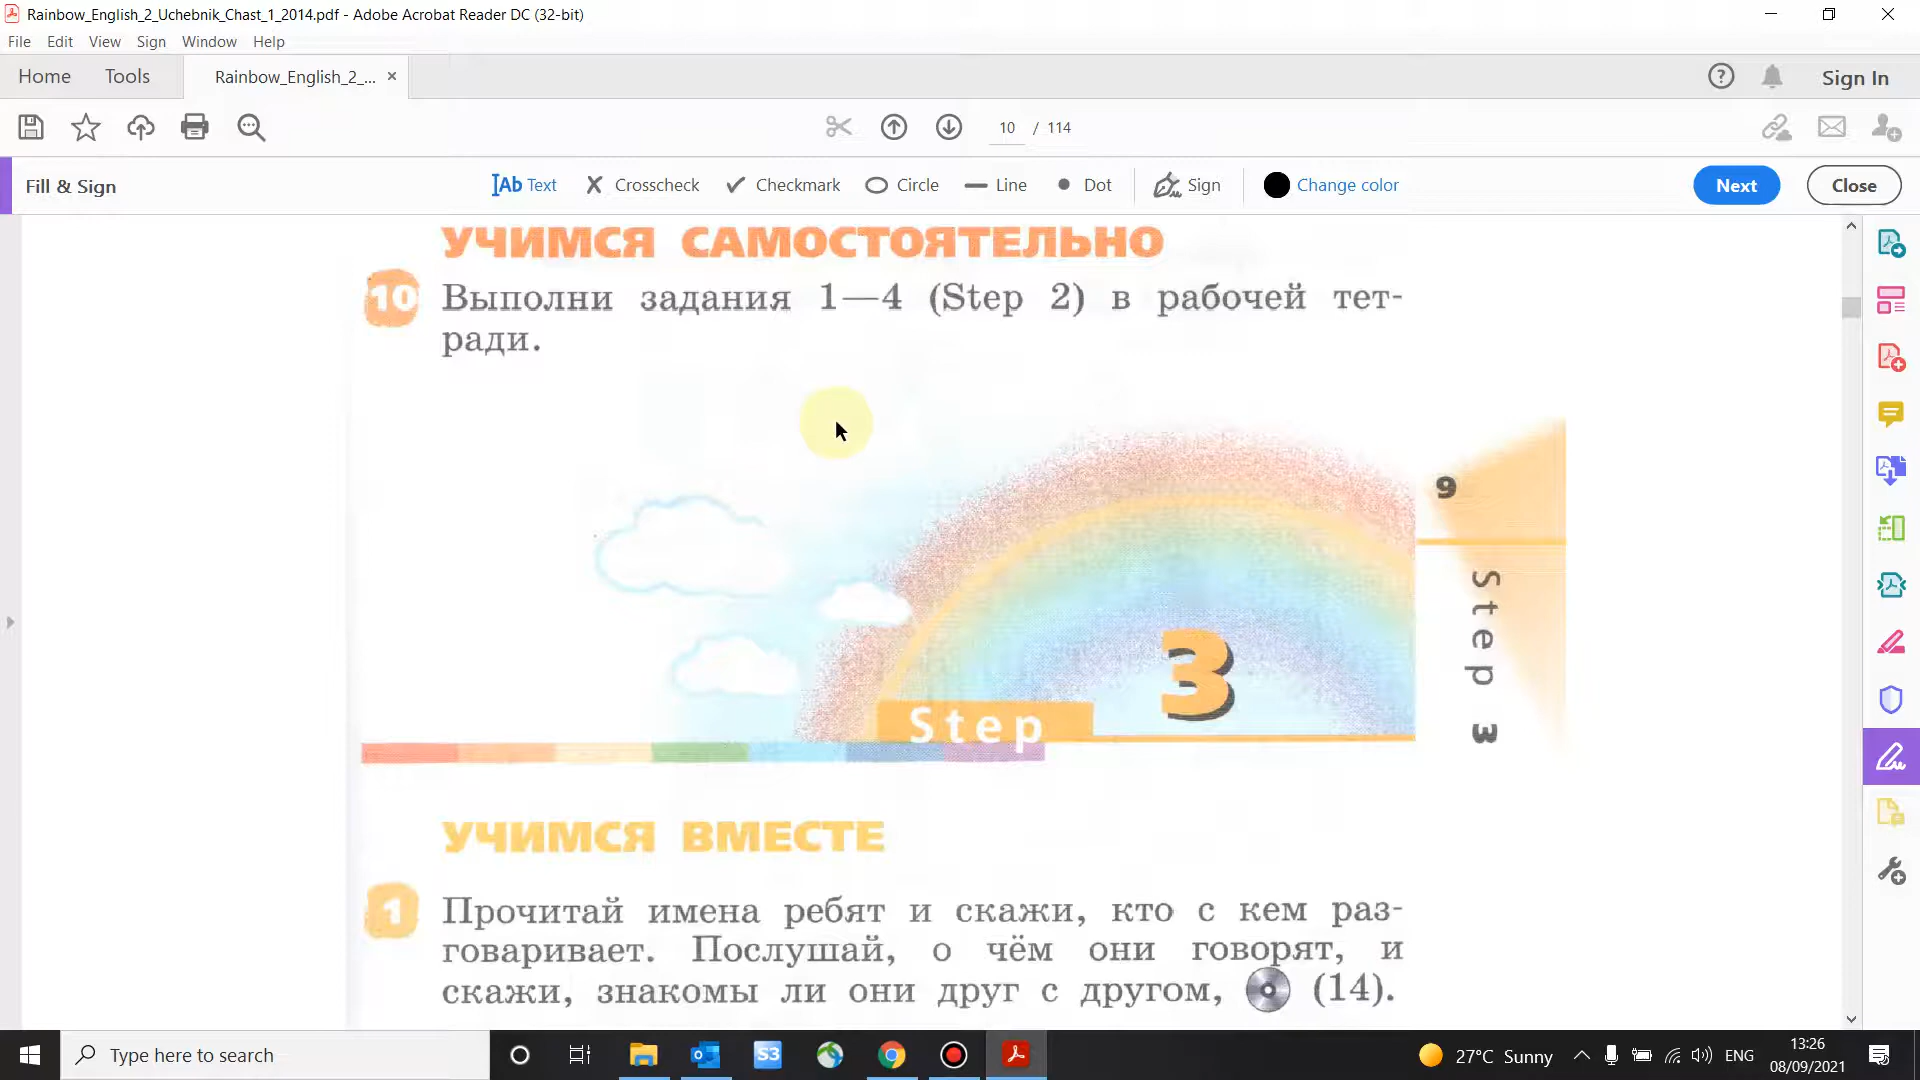 Rainbow_English_2_Uchebnik_Chast_1_2014.pdf - Adobe Acrobat Reader DC (32-bit)
File Edit View Sign Window Help
Home Tools Rainbow_English_2_... × Sign In
10 / 114
Fill & Sign Ab Text Crosscheck Checkmark Circle Line Dot Sign Change color Next Close
УЧИМСЯ САМОСТОЯТЕЛЬНО
10 Выполни задания 1—4 (Step 2) в рабочей тет-
ради.
9
Step 3
3
Step
УЧИМСЯ ВМЕСТЕ
1 Прочитай имена ребят и скажи, кто с кем раз-
говаривает. Послушай, о чём они говорят, и
скажи, знакомы ли они друг с другом, (14).
Type here to search
S3
27°C Sunny
ENG
13:26
08/09/2021